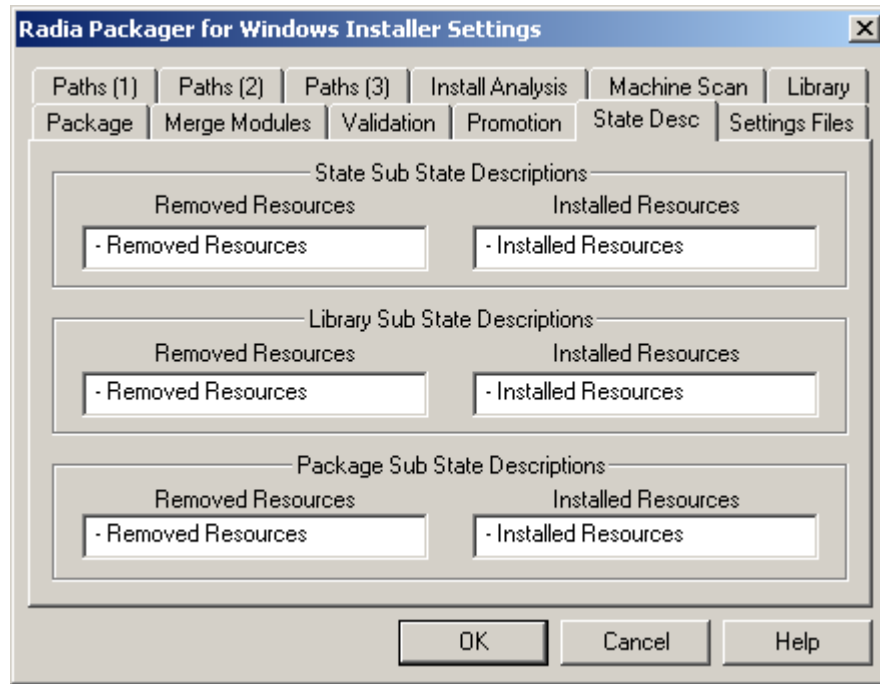 Radia Packager for Windows Installer Settings
Paths (1) Paths (2) Paths (3) Install Analysis Machine Scan Library
Package Merge Modules Validation Promotion State Desc Settings Files
State Sub State Descriptions
Removed Resources Installed Resources
- Removed Resources - Installed Resources
Library Sub State Descriptions
Removed Resources Installed Resources
- Removed Resources - Installed Resources
Package Sub State Descriptions
Removed Resources Installed Resources
- Removed Resources - Installed Resources
OK Cancel Help